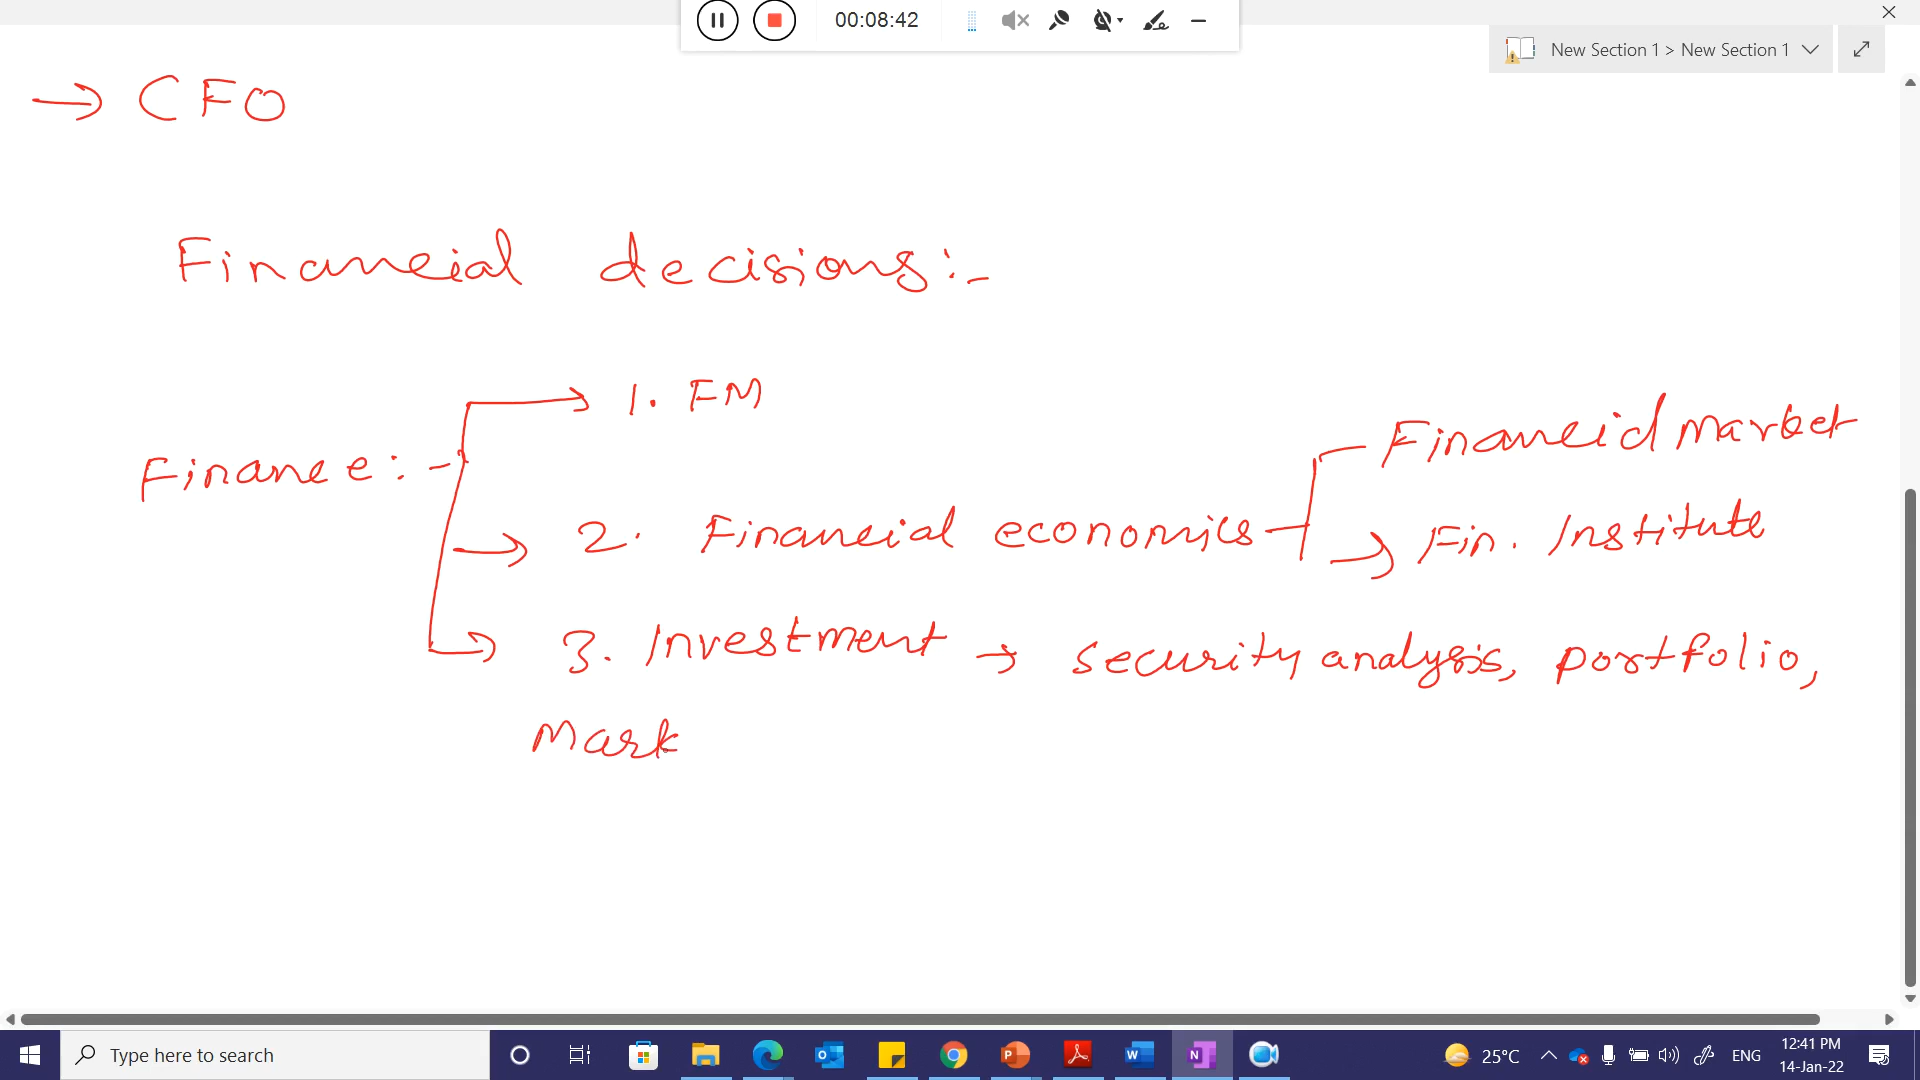 00:08:42
New Section 1 > New Section 1
→ CFO
Financial decisions:-
1. FM
Finance:-
Financial market
2. Financial economics
→ Fin. Institute
3. Investment → security analysis, portfolio,
Mark
Type here to search
25°C
ENG
12:41 PM
14-Jan-22